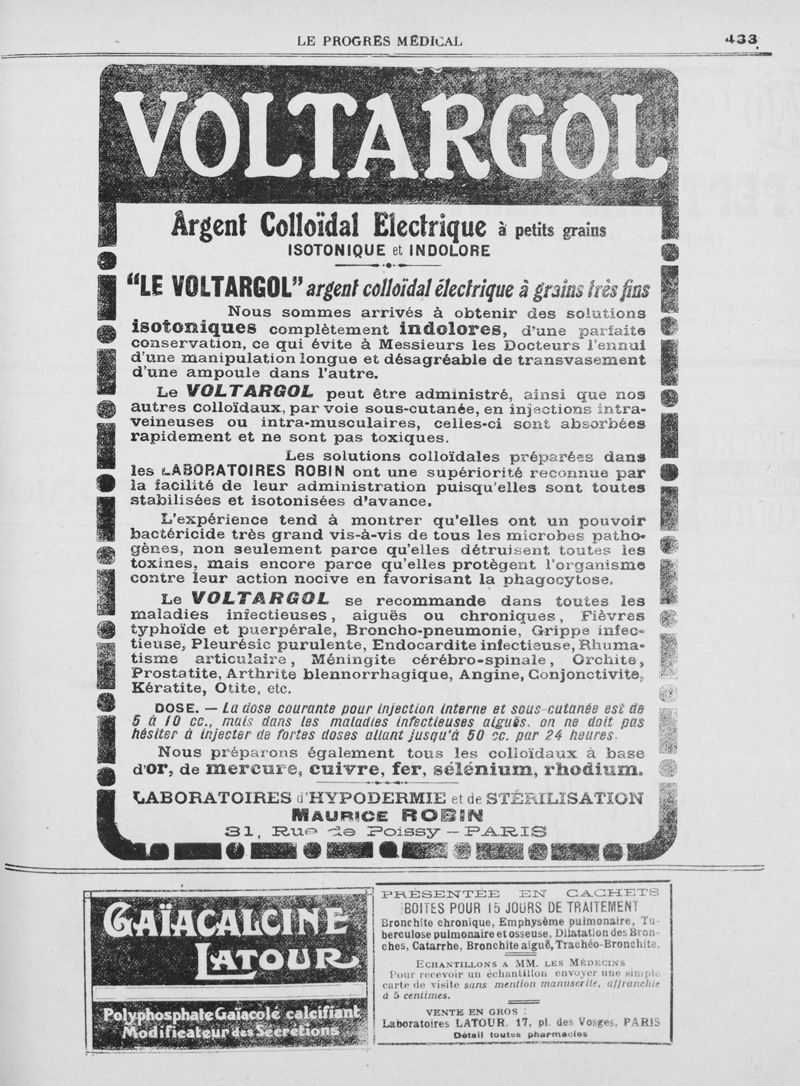 LE PROGRÈS MÉDICAL 433
VOLTARGOL
Argent Colloïdal Electrique à petits grains
ISOTONIQUE et INDOLORE
"LE VOLTARGOL" argent colloïdal électrique à grains très fins
Nous sommes arrivés à obtenir des solutions
isotoniques complètement indolores, d'une parfaite
conservation, ce qui évite à Messieurs les Docteurs l'ennui
d'une manipulation longue et désagréable de transvasement
d'une ampoule dans l'autre.
Le VOLTARGOL peut être administré, ainsi que nos
autres colloïdaux, par voie sous-cutanée, en injections intra-
veineuses ou intra-musculaires, celles-ci sont absorbées
rapidement et ne sont pas toxiques.
Les solutions colloïdales préparées dans
les LABORATOIRES ROBIN ont une supériorité reconnue par
la facilité de leur administration puisqu'elles sont toutes
stabilisées et isotonisées d'avance.
L'expérience tend à montrer qu'elles ont un pouvoir
bactéricide très grand vis-à-vis de tous les microbes patho-
gènes, non seulement parce qu'elles détruisent toutes les
toxines, mais encore parce qu'elles protègent l'organisme
contre leur action nocive en favorisant la phagocytose.
Le VOLTARGOL se recommande dans toutes les
maladies infectieuses, aiguës ou chroniques, Fièvres
typhoïde et puerpérale, Broncho-pneumonie, Grippe infec-
tieuse, Pleurésie purulente, Endocardite infectieuse, Rhuma-
tisme articulaire, Méningite cérébro-spinale, Orchite,
Prostatite, Arthrite blennorrhagique, Angine, Conjonctivite,
Kératite, Otite, etc.
DOSE. — La dose courante pour injection interne et sous-cutanée est de
5 à 10 cc., mais dans les maladies infectieuses aiguës, on ne doit pas
hésiter à injecter de fortes doses allant jusqu'à 50 cc. par 24 heures.
Nous préparons également tous les colloïdaux à base
d'or, de mercure, cuivre, fer, sélénium, rhodium.
LABORATOIRES d'HYPODERMIE et de STÉRILISATION
MAURICE ROBIN
31, Rue de Poissy — PARIS
GAÏACALCINE
LATOUR
Polyphosphate Gaïacolé calcifiant
Modificateur des Sécrétions
PRÉSENTÉE EN CACHETS
BOITES POUR 15 JOURS DE TRAITEMENT
Bronchite chronique, Emphysème pulmonaire, Tu-
berculose pulmonaire et osseuse, Dilatation des Bron-
ches, Catarrhe, Bronchite aiguë, Trachéo-Bronchite.
ECHANTILLONS A MM. LES MÉDECINS
Pour recevoir un échantillon envoyer une simple
carte de visite sans mention manuscrite, affranchie
à 5 centimes.
VENTE EN GROS :
Laboratoires LATOUR, 17, pl. des Vosges, PARIS
Détail toutes pharmacies